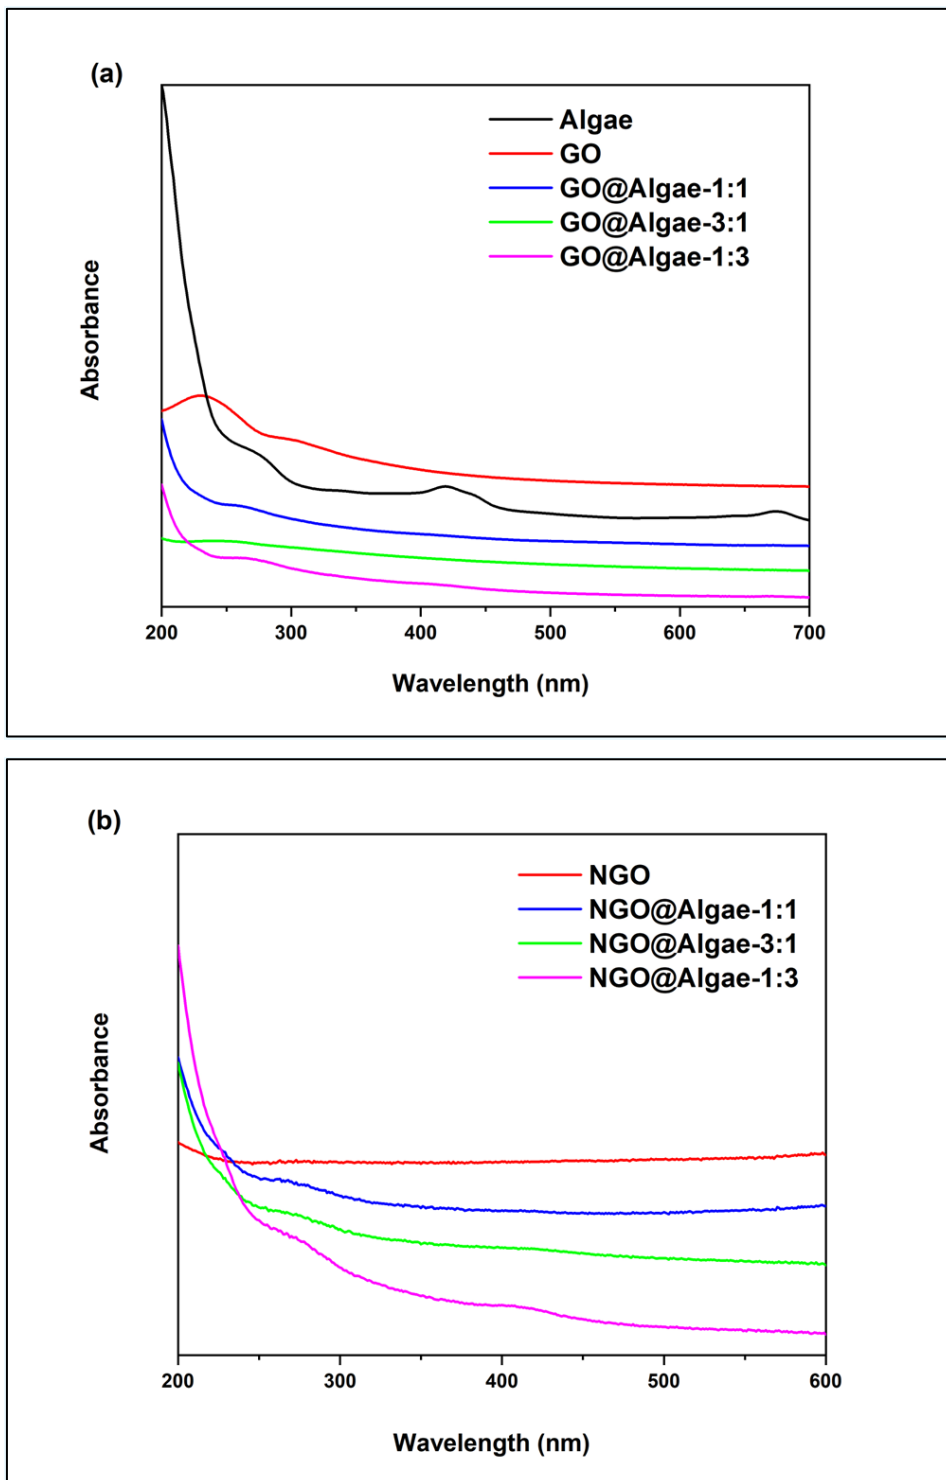 (a)
Algae
GO
GO@Algae-1:1
GO@Algae-3:1
GO@Algae-1:3
Absorbance
200 300 400 500 600 700
Wavelength (nm)
(b)
NGO
NGO@Algae-1:1
NGO@Algae-3:1
NGO@Algae-1:3
Absorbance
200 300 400 500 600
Wavelength (nm)